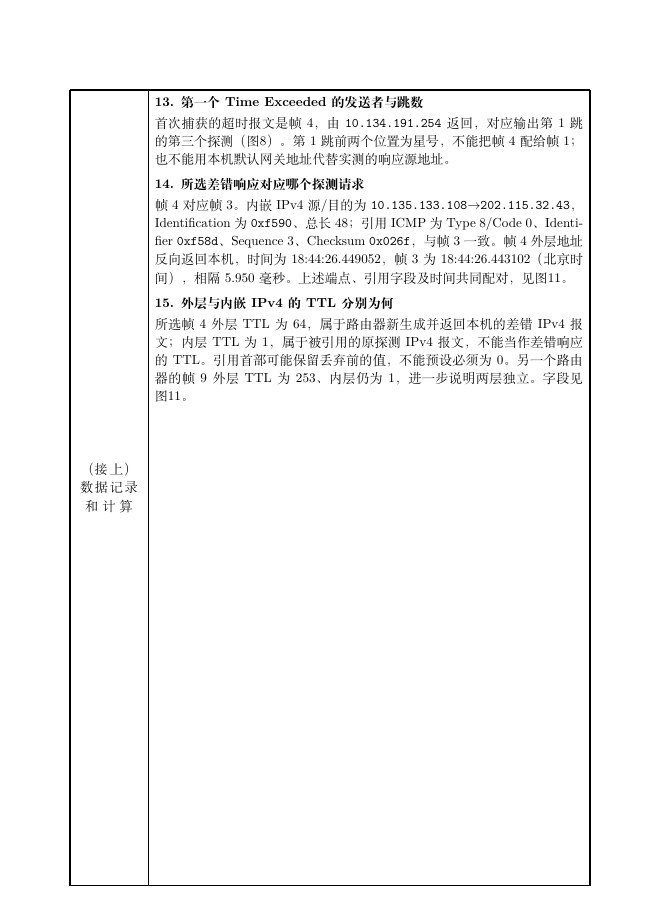 13. 第一个 Time Exceeded 的发送者与跳数
首次捕获的超时报文是帧 4，由 10.134.191.254 返回，对应输出第 1 跳
的第三个探测（图8）。第 1 跳前两个位置为星号，不能把帧 4 配给帧 1；
也不能用本机默认网关地址代替实测的响应源地址。
14. 所选差错响应对应哪个探测请求
帧 4 对应帧 3。内嵌 IPv4 源/目的为 10.135.133.108→202.115.32.43，
Identification 为 0xf590、总长 48；引用 ICMP 为 Type 8/Code 0、Identi-
fier 0xf58d、Sequence 3、Checksum 0x026f，与帧 3 一致。帧 4 外层地址
反向返回本机，时间为 18:44:26.449052，帧 3 为 18:44:26.443102（北京时
间），相隔 5.950 毫秒。上述端点、引用字段及时间共同配对，见图11。
15. 外层与内嵌 IPv4 的 TTL 分别为何
所选帧 4 外层 TTL 为 64，属于路由器新生成并返回本机的差错 IPv4 报
文；内层 TTL 为 1，属于被引用的原探测 IPv4 报文，不能当作差错响应
的 TTL。引用首部可能保留丢弃前的值，不能预设必须为 0。另一个路由
器的帧 9 外层 TTL 为 253、内层仍为 1，进一步说明两层独立。字段见
图11。
（接上）
数据记录
和 计 算